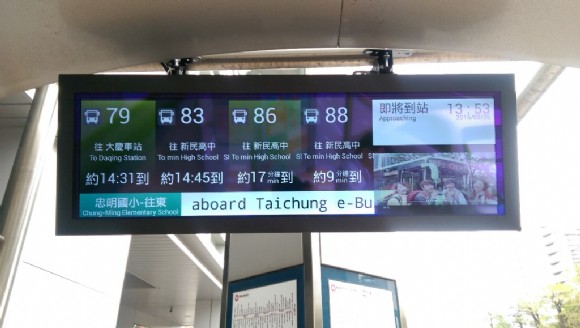 79 83 86 88 即將到站 13:53
Approaching
往 大慶車站 往 新民高中 往 新民高中 往 新民高中
To Daqing Station To min High School To min High School To min High School
約14:31到 約14:45到 約17分鐘min到 約9分鐘min到
忠明國小-往東 aboard Taichung e-Bu
Chung-Ming Elementary School